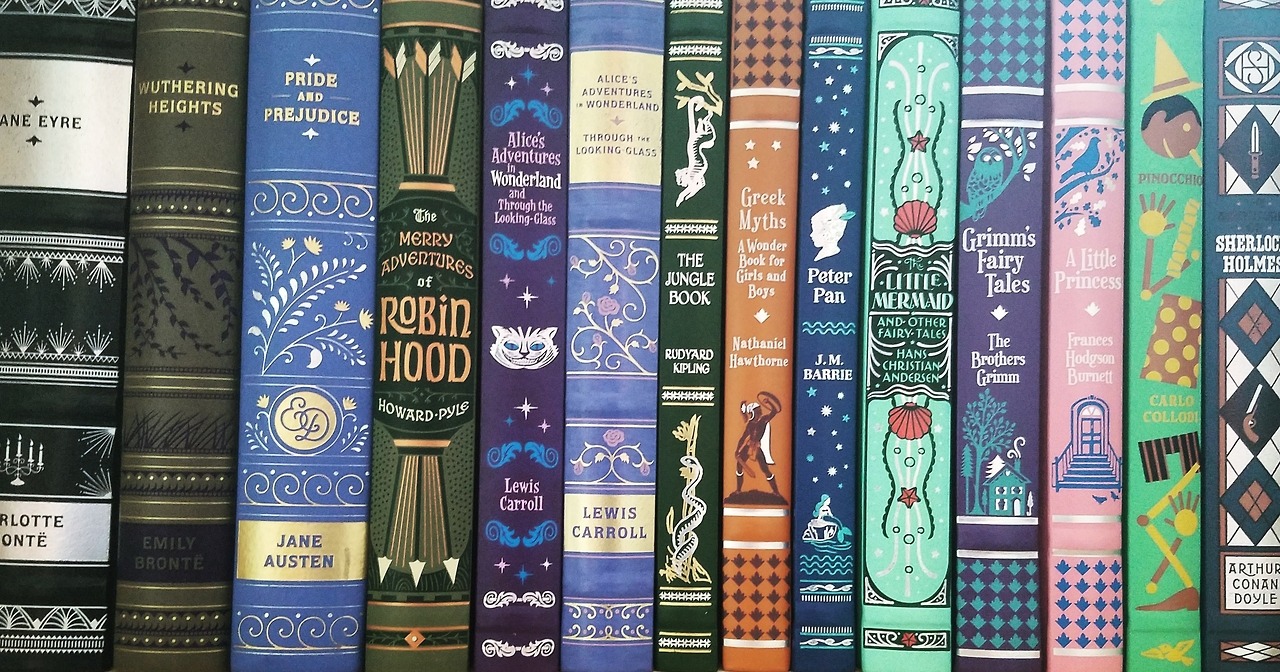 ANE EYRE
RLOTTE
ONTË
WUTHERING
HEIGHTS
EMILY
BRONTË
PRIDE
AND
PREJUDICE
JANE
AUSTEN
The
MERRY
ADVENTURES
of
ROBIN
HOOD
HOWARD·PYLE
Alice's
Adventures
in
Wonderland
and
Through the
Looking-Glass
Lewis
Carroll
ALICE'S
ADVENTURES
IN WONDERLAND
THROUGH THE
LOOKING GLASS
LEWIS
CARROLL
THE
JUNGLE
BOOK
RUDYARD
KIPLING
Greek
Myths
A Wonder
Book for
Girls and
Boys
Nathaniel
Hawthorne
Peter
Pan
J. M.
BARRIE
The
LITTLE
MERMAID
AND·OTHER
FAIRY·TALES
HANS
CHRISTIAN
ANDERSEN
Grimm's
Fairy
Tales
The
Brothers
Grimm
A Little
Princess
Frances
Hodgson
Burnett
PINOCCHIO
CARLO
COLLODI
SHERLOC
HOLMES
ARTHUR
CONAN
DOYLE